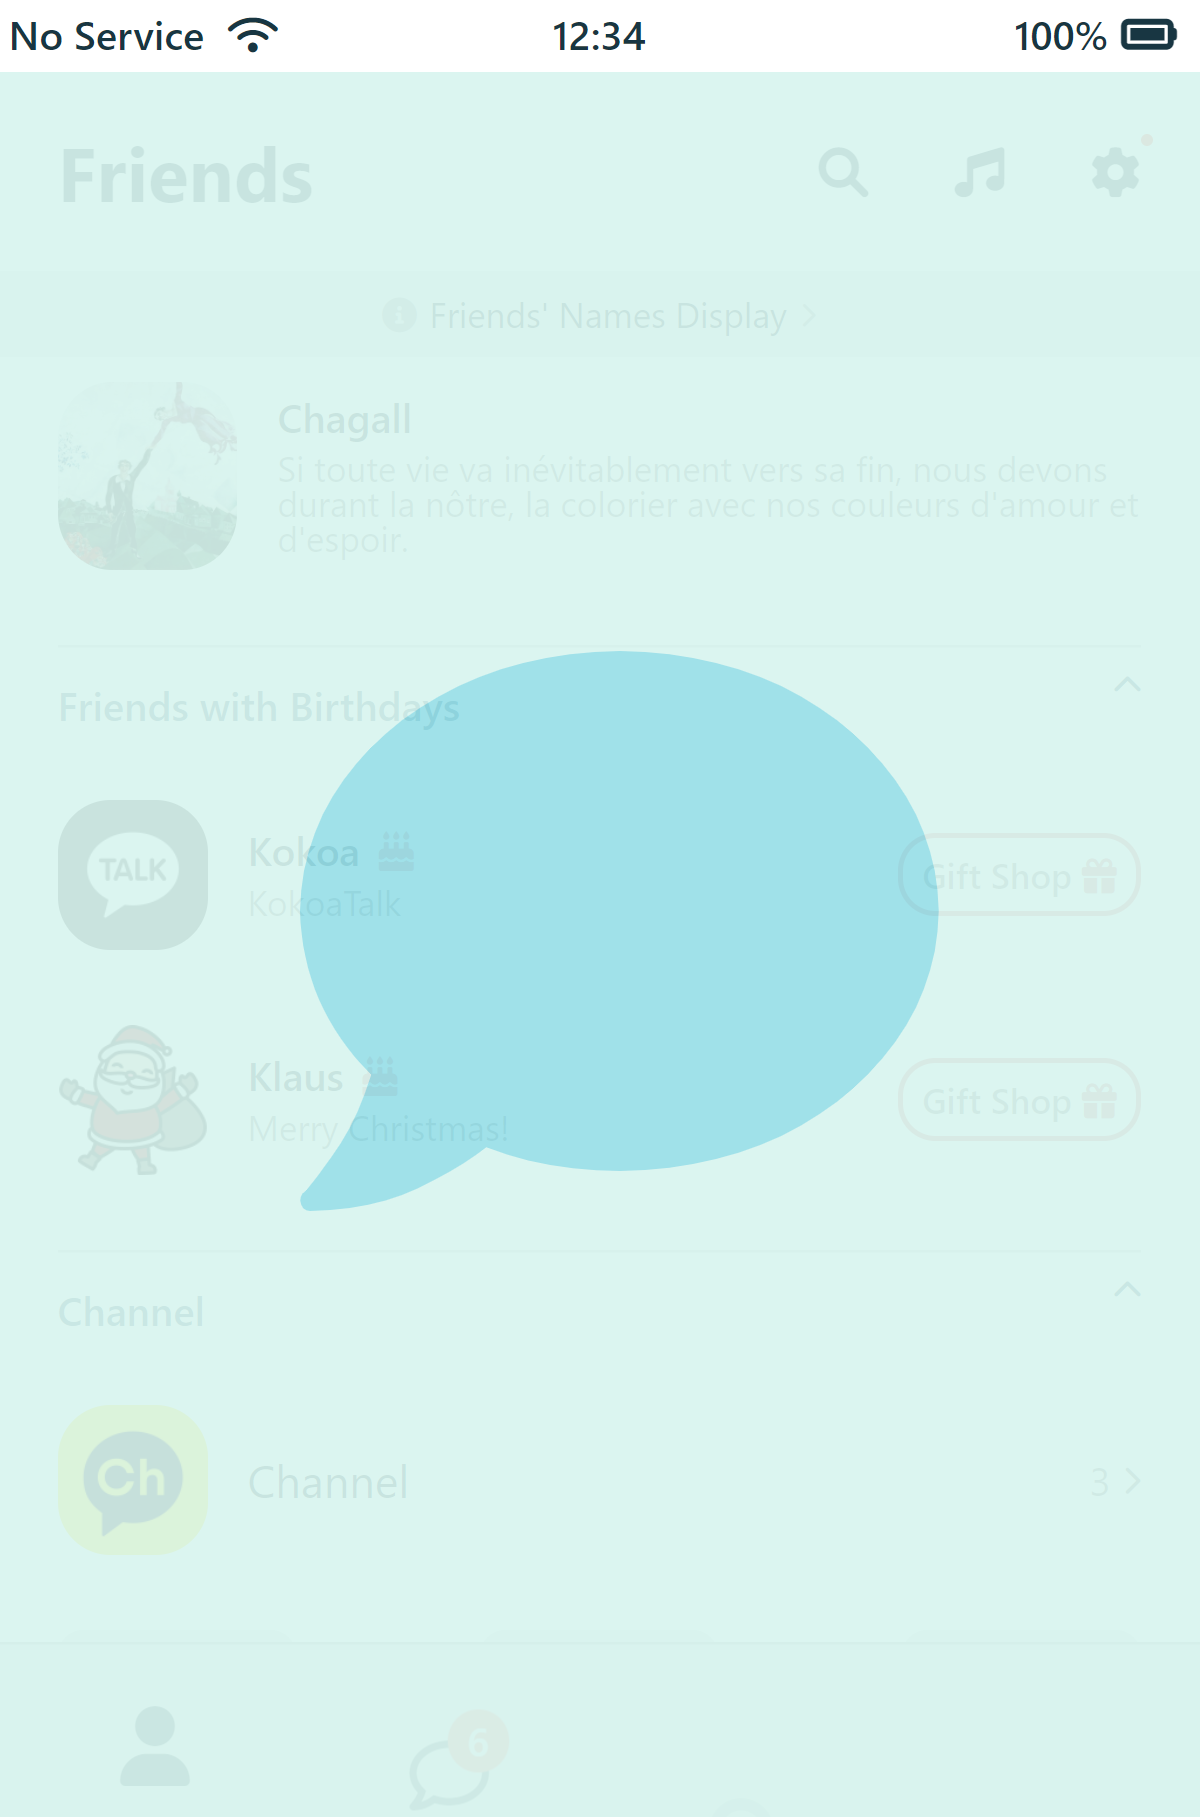 No Service 12:34 100%
Friends
Friends' Names Display
Chagall
Si toute vie va inévitablement vers sa fin, nous devons
durant la nôtre, la colorier avec nos couleurs d'amour et
d'espoir.
Friends with Birthdays
TALK
Kokoa
KokoaTalk
Gift Shop
Klaus
Merry Christmas!
Gift Shop
Channel
Ch
Channel
3
6